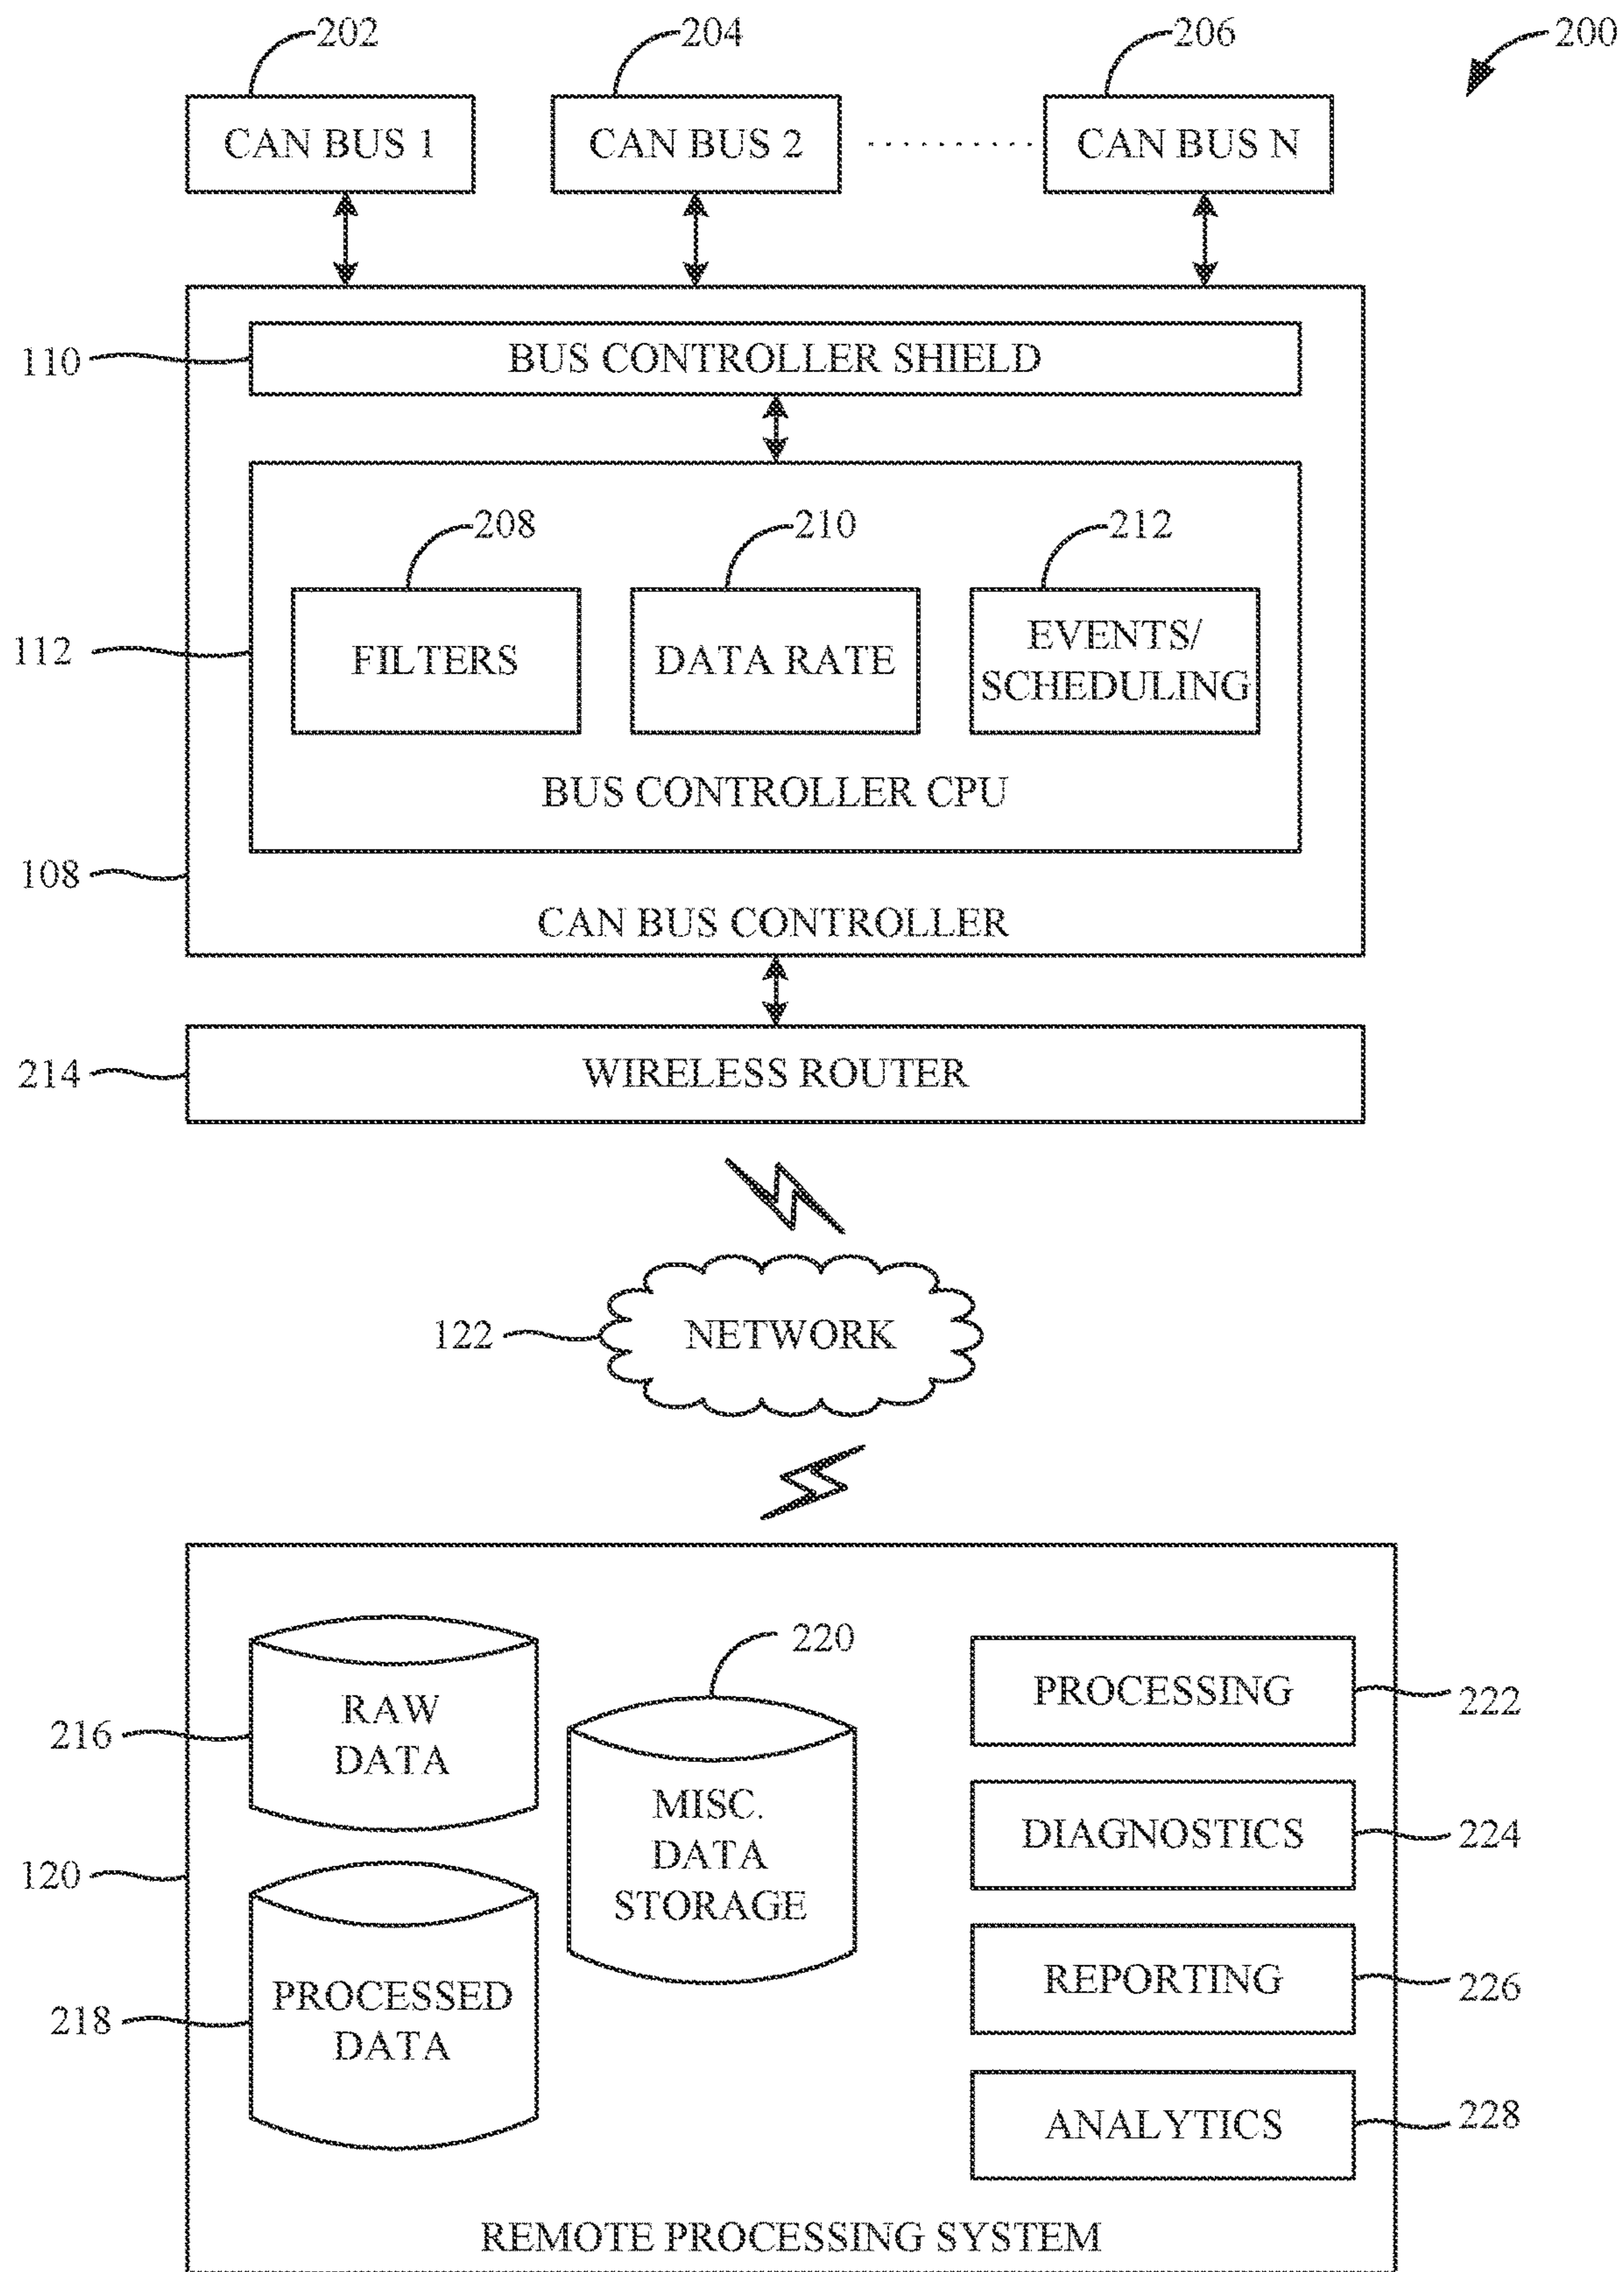 202
204
206
200
CAN BUS 1
CAN BUS 2
CAN BUS N
110
BUS CONTROLLER SHIELD
208
210
212
112
FILTERS
DATA RATE
EVENTS/
SCHEDULING
BUS CONTROLLER CPU
108
CAN BUS CONTROLLER
214
WIRELESS ROUTER
122
NETWORK
220
216
RAW
DATA
MISC.
DATA
STORAGE
PROCESSING
222
DIAGNOSTICS
224
120
218
PROCESSED
DATA
REPORTING
226
ANALYTICS
228
REMOTE PROCESSING SYSTEM